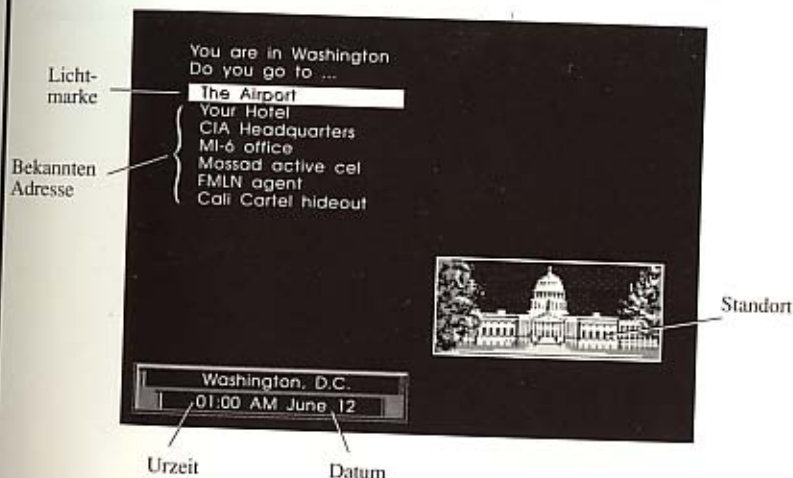 You are in Washington
Do you go to ...
The Airport
Your Hotel
CIA Headquarters
MI-6 office
Mossad active cel
FMLN agent
Cali Cartel hideout
Licht-
marke
Bekannten
Adresse
Standort
Washington, D.C.
01:00 AM June 12
Urzeit
Datum